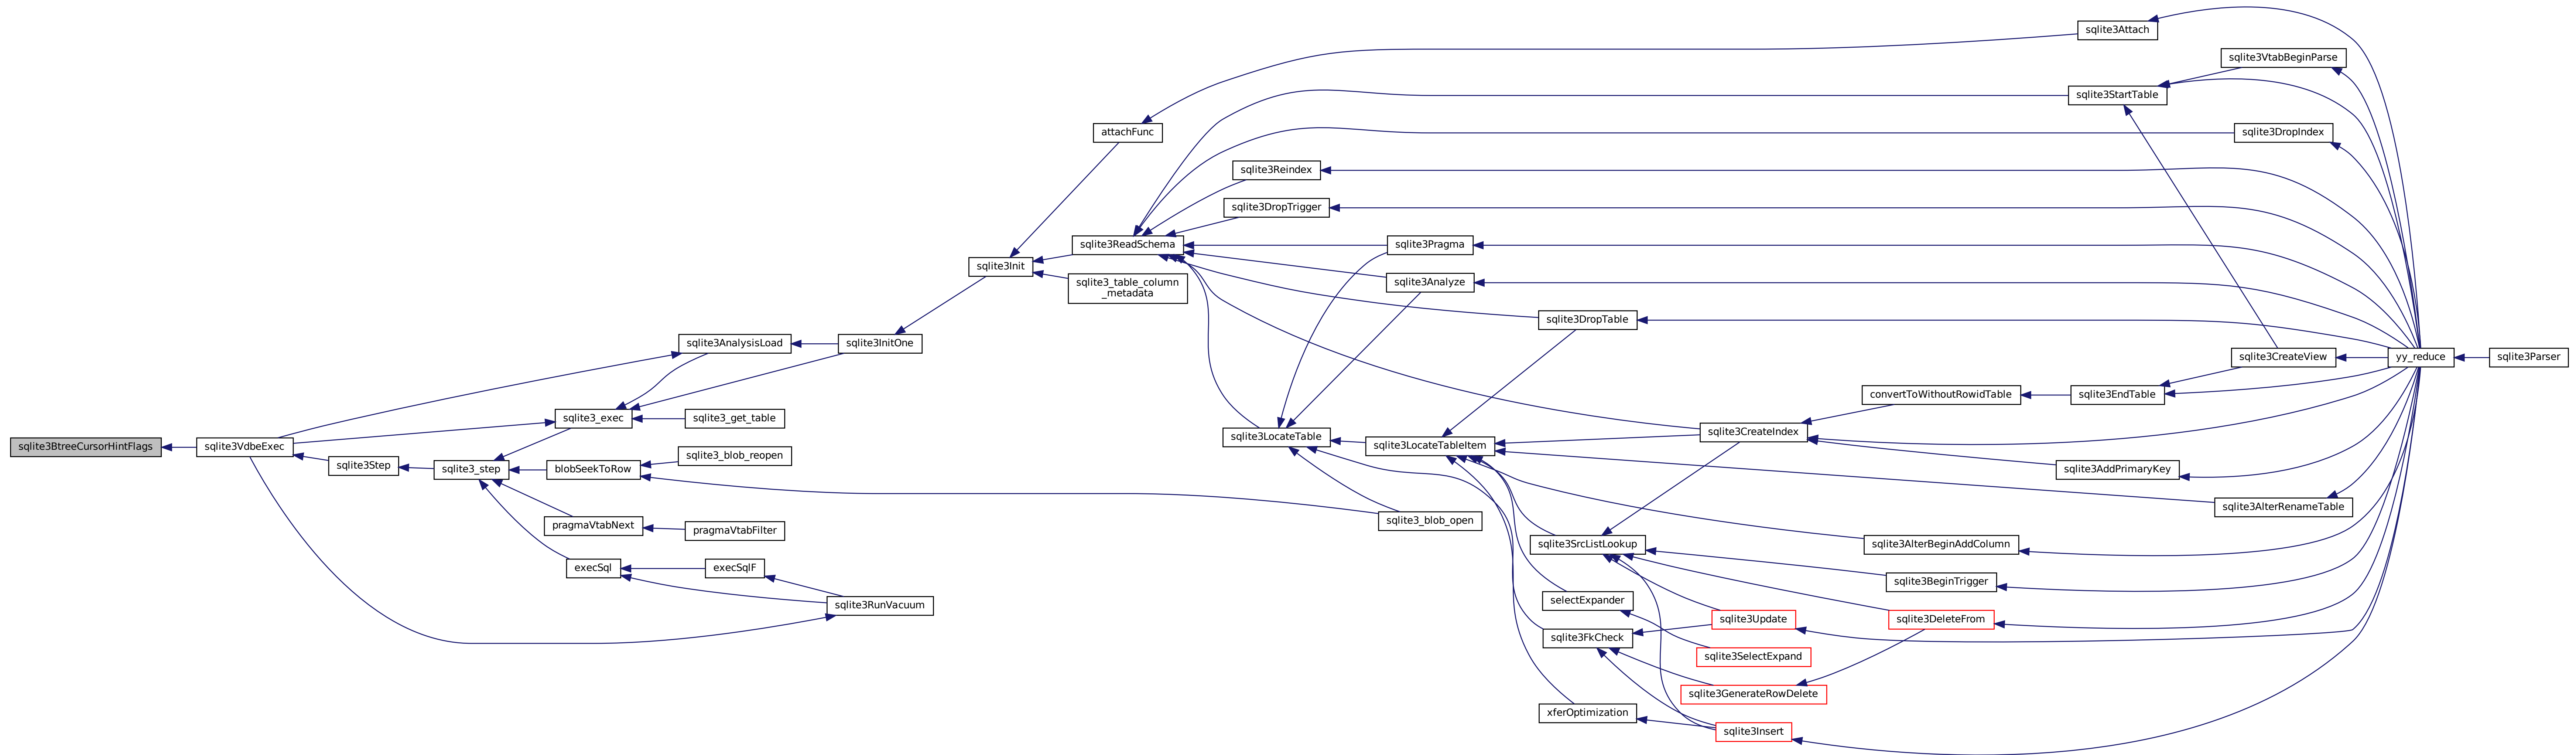 sqlite3BtreeCursorHintFlags
sqlite3VdbeExec
sqlite3AnalysisLoad
sqlite3_exec
sqlite3Step
sqlite3_step
sqlite3_get_table
blobSeekToRow
sqlite3_blob_reopen
pragmaVtabNext
pragmaVtabFilter
execSql
execSqlF
sqlite3RunVacuum
sqlite3InitOne
sqlite3Init
attachFunc
sqlite3ReadSchema
sqlite3_table_column
_metadata
sqlite3Attach
sqlite3VtabBeginParse
sqlite3StartTable
sqlite3DropIndex
sqlite3Reindex
sqlite3DropTrigger
sqlite3Pragma
sqlite3Analyze
sqlite3DropTable
sqlite3CreateView
yy_reduce
sqlite3Parser
convertToWithoutRowidTable
sqlite3EndTable
sqlite3LocateTable
sqlite3LocateTableItem
sqlite3CreateIndex
sqlite3AddPrimaryKey
sqlite3AlterRenameTable
sqlite3_blob_open
sqlite3SrcListLookup
sqlite3AlterBeginAddColumn
sqlite3BeginTrigger
selectExpander
sqlite3Update
sqlite3DeleteFrom
sqlite3FkCheck
sqlite3SelectExpand
sqlite3GenerateRowDelete
xferOptimization
sqlite3Insert